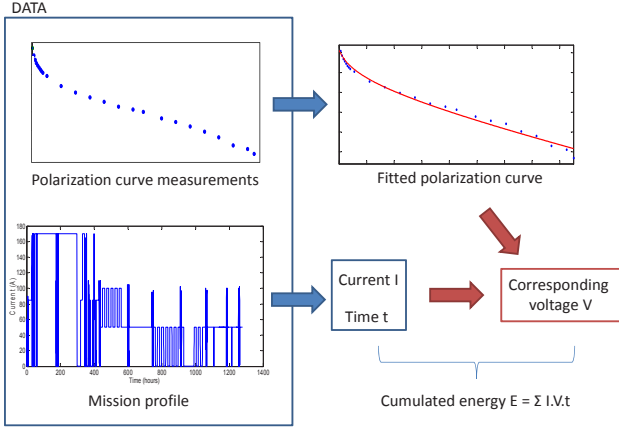 DATA
Polarization curve measurements
Fitted polarization curve
180
160
140
120
100
80
60
40
20
0
Current (A)
0 200 400 600 800 1000 1200 1400
Time (hours)
Mission profile
Current I
Time t
Corresponding
voltage V
Cumulated energy E = Σ I.V.t